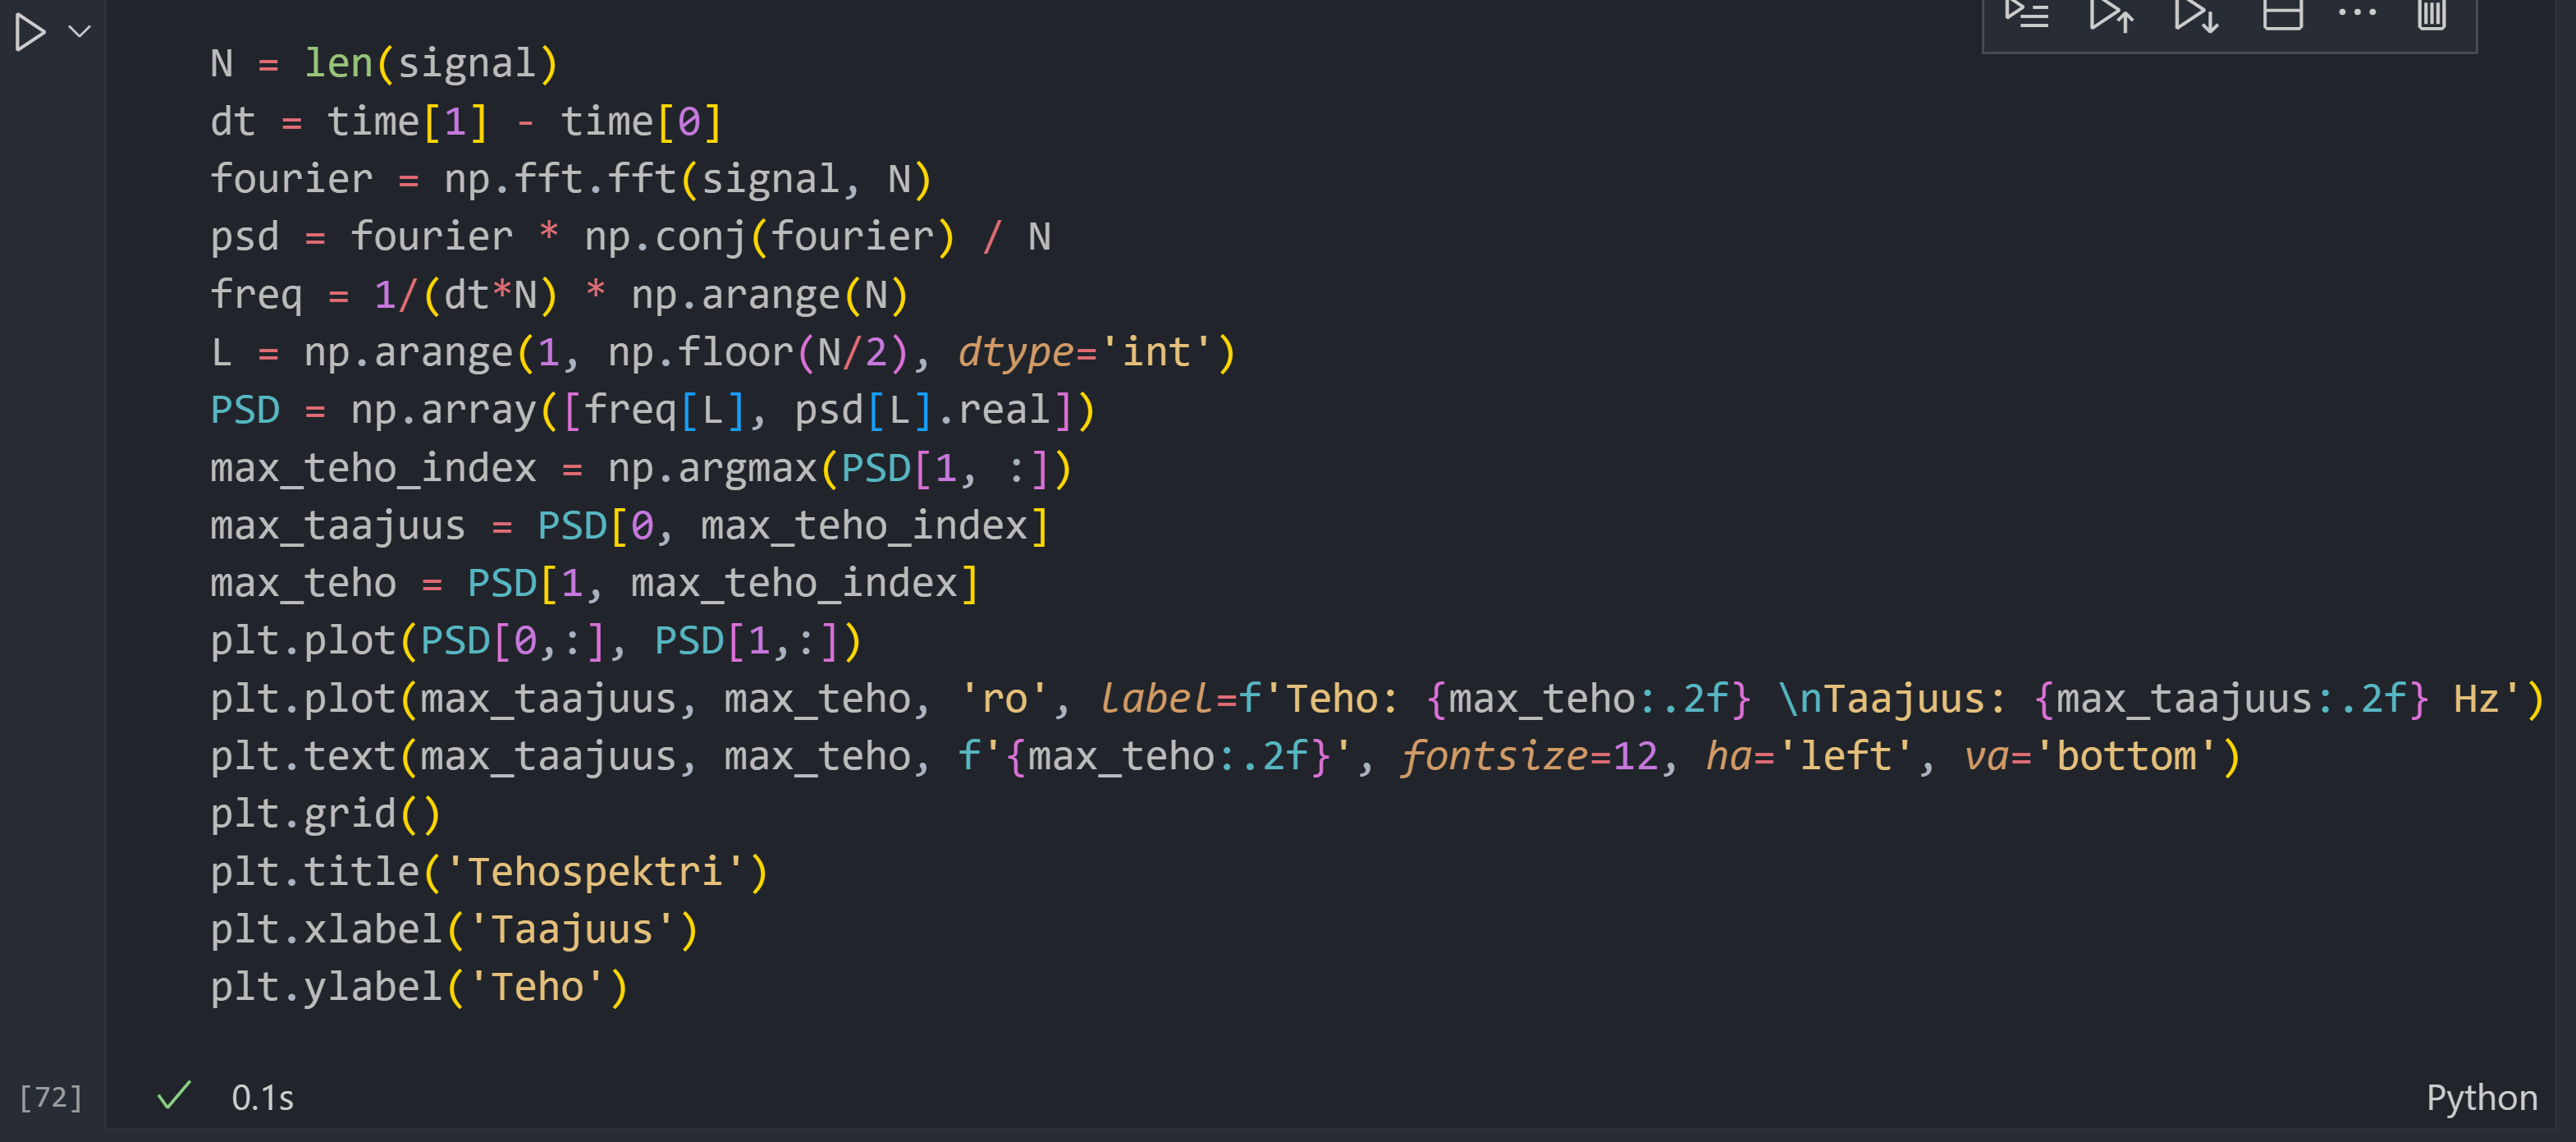 N = len(signal)
dt = time[1] - time[0]
fourier = np.fft.fft(signal, N)
psd = fourier * np.conj(fourier) / N
freq = 1/(dt*N) * np.arange(N)
L = np.arange(1, np.floor(N/2), dtype='int')
PSD = np.array([freq[L], psd[L].real])
max_teho_index = np.argmax(PSD[1, :])
max_taajuus = PSD[0, max_teho_index]
max_teho = PSD[1, max_teho_index]
plt.plot(PSD[0,:], PSD[1,:])
plt.plot(max_taajuus, max_teho, 'ro', label=f'Teho: {max_teho:.2f} \nTaajuus: {max_taajuus:.2f} Hz')
plt.text(max_taajuus, max_teho, f'{max_teho:.2f}', fontsize=12, ha='left', va='bottom')
plt.grid()
plt.title('Tehospektri')
plt.xlabel('Taajuus')
plt.ylabel('Teho')
[72] 0.1s Python